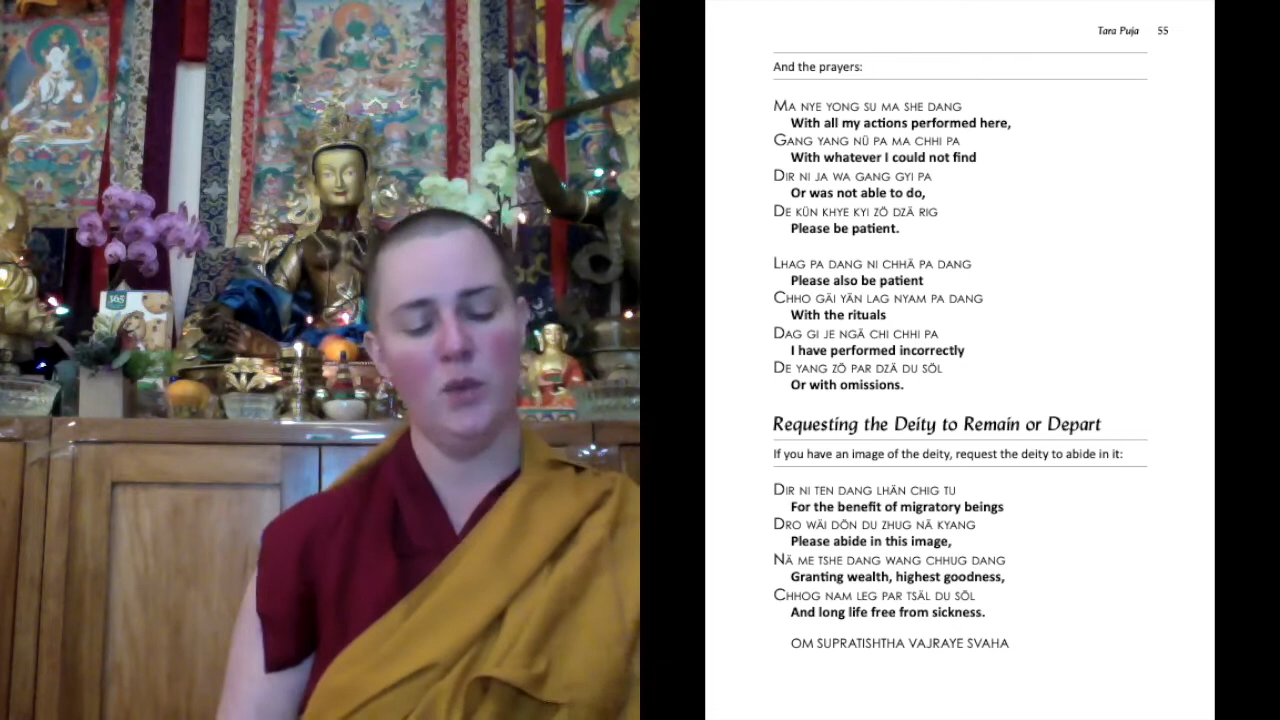 Tara Puja 55
And the prayers:
MA NYE YONG SU MA SHE DANG
With all my actions performed here,
GANG YANG NÜ PA MA CHHI PA
With whatever I could not find
DIR NI JA WA GANG GYI PA
Or was not able to do,
DE KÜN KHYE KYI ZÖ DZÄ RIG
Please be patient.
LHAG PA DANG NI CHHÄ PA DANG
Please also be patient
CHHO GÄI YÄN LAG NYAM PA DANG
With the rituals
DAG GI JE NGÄ CHI CHHI PA
I have performed incorrectly
DE YANG ZÖ PAR DZÄ DU SÖL
Or with omissions.
Requesting the Deity to Remain or Depart
If you have an image of the deity, request the deity to abide in it:
DIR NI TEN DANG LHÄN CHIG TU
For the benefit of migratory beings
DRO WÄI DÖN DU ZHUG NÄ KYANG
Please abide in this image,
NÄ ME TSHE DANG WANG CHHUG DANG
Granting wealth, highest goodness,
CHHOG NAM LEG PAR TSÄL DU SÖL
And long life free from sickness.
OM SUPRATISHTHA VAJRAYE SVAHA
365